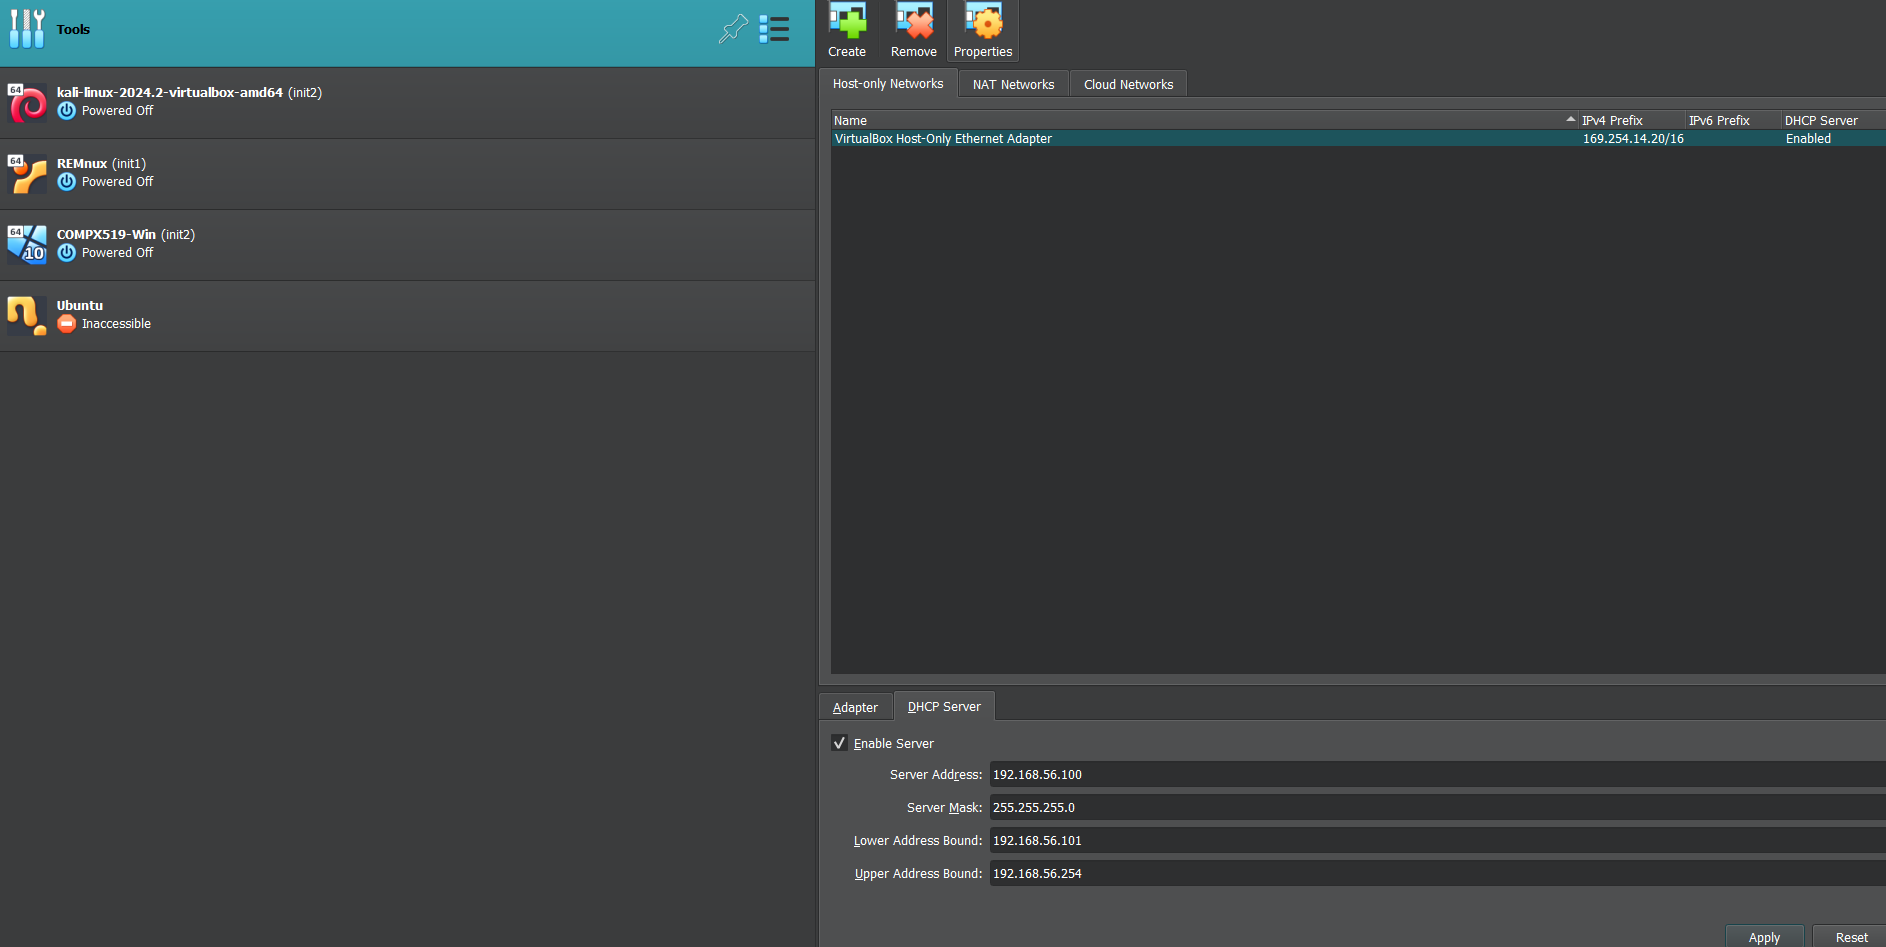 Tools
64
kali-linux-2024.2-virtualbox-amd64 (init2)
Powered Off
64
REMnux (init1)
Powered Off
64
10
COMPX519-Win (init2)
Powered Off
Ubuntu
Inaccessible
Create Remove Properties
Host-only Networks NAT Networks Cloud Networks
Name IPv4 Prefix IPv6 Prefix DHCP Server
VirtualBox Host-Only Ethernet Adapter 169.254.14.20/16 Enabled
Adapter DHCP Server
Enable Server
Server Address: 192.168.56.100
Server Mask: 255.255.255.0
Lower Address Bound: 192.168.56.101
Upper Address Bound: 192.168.56.254
Apply Reset